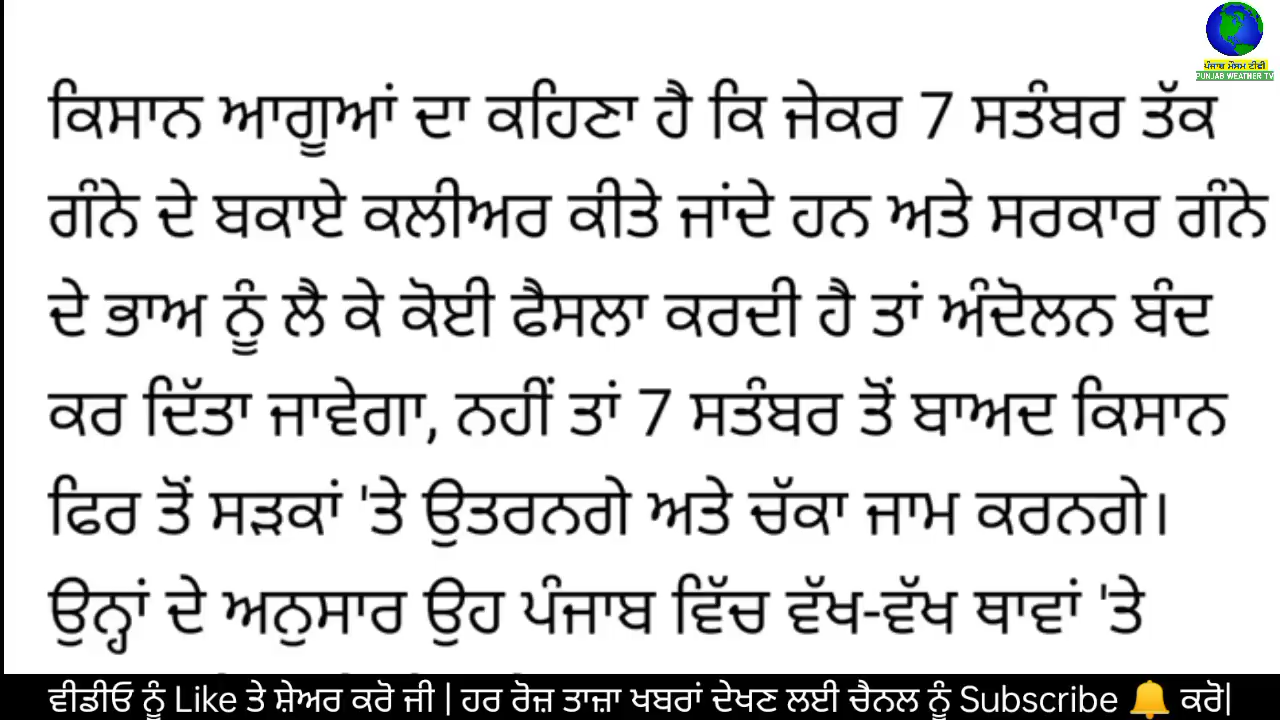 ਪੰਜਾਬ ਮੌਸਮ ਟੀਵੀ
PUNJAB WEATHER TV
ਕਿਸਾਨ ਆਗੂਆਂ ਦਾ ਕਹਿਣਾ ਹੈ ਕਿ ਜੇਕਰ 7 ਸਤੰਬਰ ਤੱਕ
ਗੰਨੇ ਦੇ ਬਕਾਏ ਕਲੀਅਰ ਕੀਤੇ ਜਾਂਦੇ ਹਨ ਅਤੇ ਸਰਕਾਰ ਗੰਨੇ
ਦੇ ਭਾਅ ਨੂੰ ਲੈ ਕੇ ਕੋਈ ਫੈਸਲਾ ਕਰਦੀ ਹੈ ਤਾਂ ਅੰਦੋਲਨ ਬੰਦ
ਕਰ ਦਿੱਤਾ ਜਾਵੇਗਾ, ਨਹੀਂ ਤਾਂ 7 ਸਤੰਬਰ ਤੋਂ ਬਾਅਦ ਕਿਸਾਨ
ਫਿਰ ਤੋਂ ਸੜਕਾਂ 'ਤੇ ਉਤਰਨਗੇ ਅਤੇ ਚੱਕਾ ਜਾਮ ਕਰਨਗੇ।
ਉਨ੍ਹਾਂ ਦੇ ਅਨੁਸਾਰ ਉਹ ਪੰਜਾਬ ਵਿੱਚ ਵੱਖ-ਵੱਖ ਥਾਵਾਂ 'ਤੇ
ਵੀਡੀਓ ਨੂੰ Like ਤੇ ਸ਼ੇਅਰ ਕਰੋ ਜੀ | ਹਰ ਰੋਜ਼ ਤਾਜ਼ਾ ਖਬਰਾਂ ਦੇਖਣ ਲਈ ਚੈਨਲ ਨੂੰ Subscribe 🔔 ਕਰੋ|